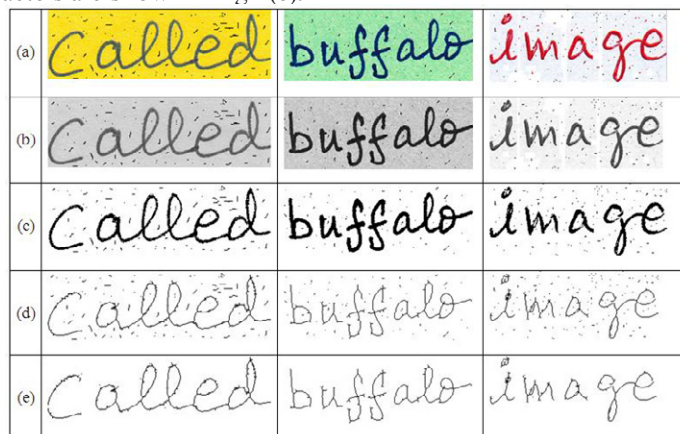 (a) Called buffalo image
(b) Called buffalo image
(c) Called buffalo image
(d) Called buffalo image
(e) Called buffalo image